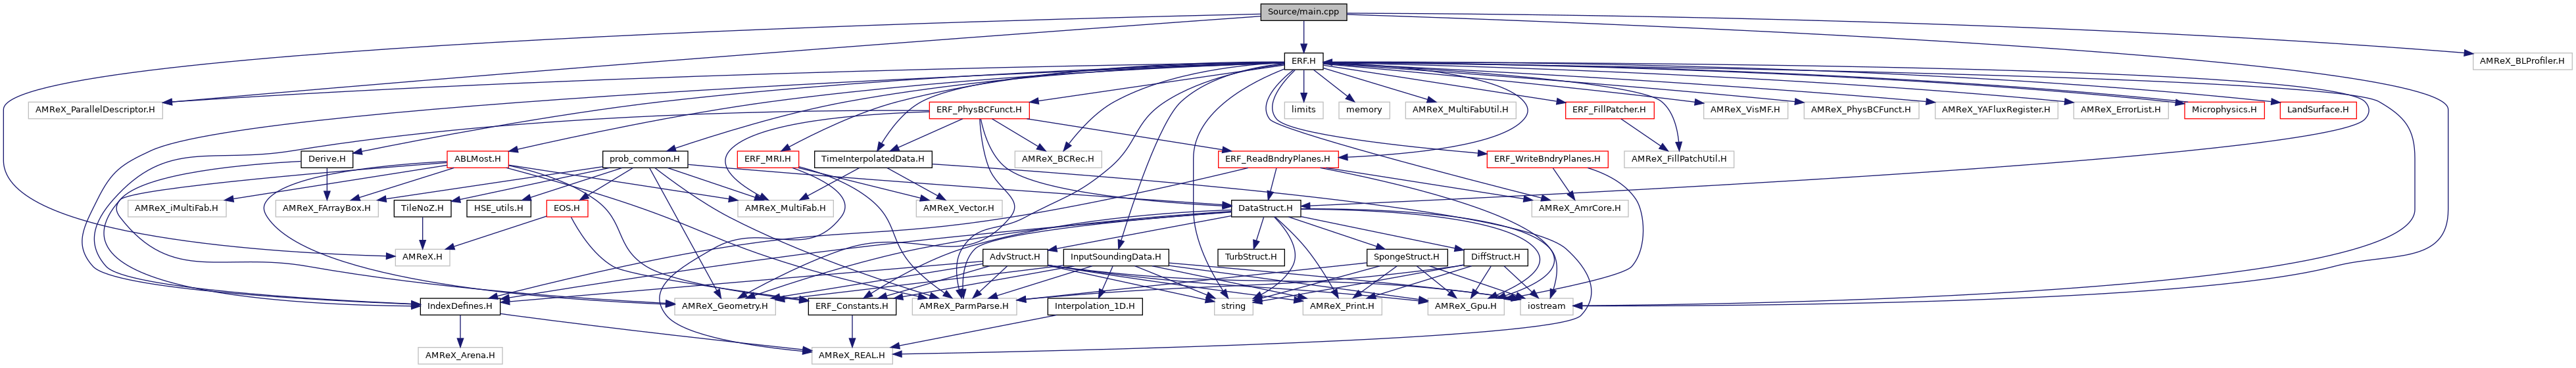 Source/main.cpp
ERF.H
AMReX_BLProfiler.H
AMReX_ParallelDescriptor.H
ERF_PhysBCFunct.H
limits
memory
AMReX_MultiFabUtil.H
ERF_FillPatcher.H
AMReX_VisMF.H
AMReX_PhysBCFunct.H
AMReX_YAFluxRegister.H
AMReX_ErrorList.H
Microphysics.H
LandSurface.H
Derive.H
ABLMost.H
prob_common.H
ERF_MRI.H
TimeInterpolatedData.H
AMReX_BCRec.H
ERF_ReadBndryPlanes.H
ERF_WriteBndryPlanes.H
AMReX_FillPatchUtil.H
AMReX_iMultiFab.H
AMReX_FArrayBox.H
TileNoZ.H
HSE_utils.H
EOS.H
AMReX_MultiFab.H
AMReX_Vector.H
DataStruct.H
AMReX_AmrCore.H
AMReX.H
AdvStruct.H
InputSoundingData.H
TurbStruct.H
SpongeStruct.H
DiffStruct.H
IndexDefines.H
AMReX_Geometry.H
ERF_Constants.H
AMReX_ParmParse.H
Interpolation_1D.H
string
AMReX_Print.H
AMReX_Gpu.H
iostream
AMReX_Arena.H
AMReX_REAL.H